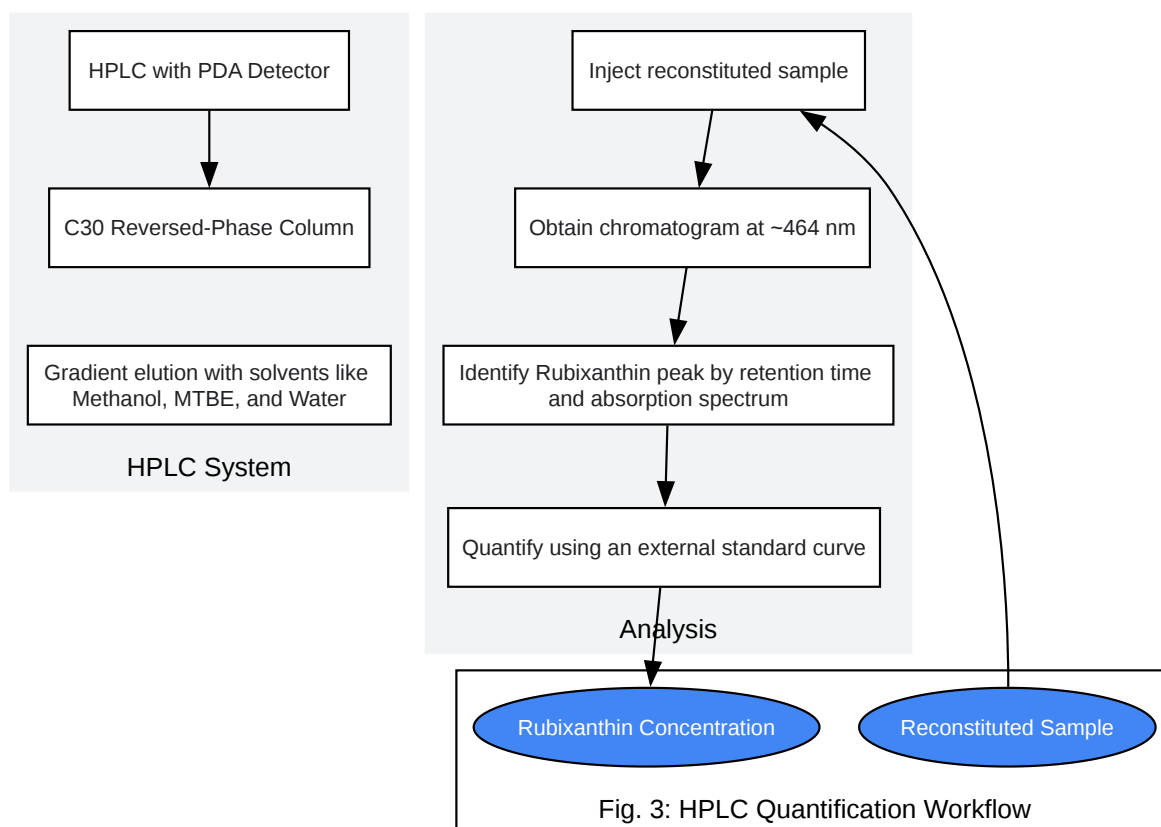 HPLC with PDA Detector
C30 Reversed-Phase Column
Gradient elution with solvents like
Methanol, MTBE, and Water
HPLC System
Inject reconstituted sample
Obtain chromatogram at ~464 nm
Identify Rubixanthin peak by retention time
and absorption spectrum
Quantify using an external standard curve
Analysis
Rubixanthin Concentration
Reconstituted Sample
Fig. 3: HPLC Quantification Workflow